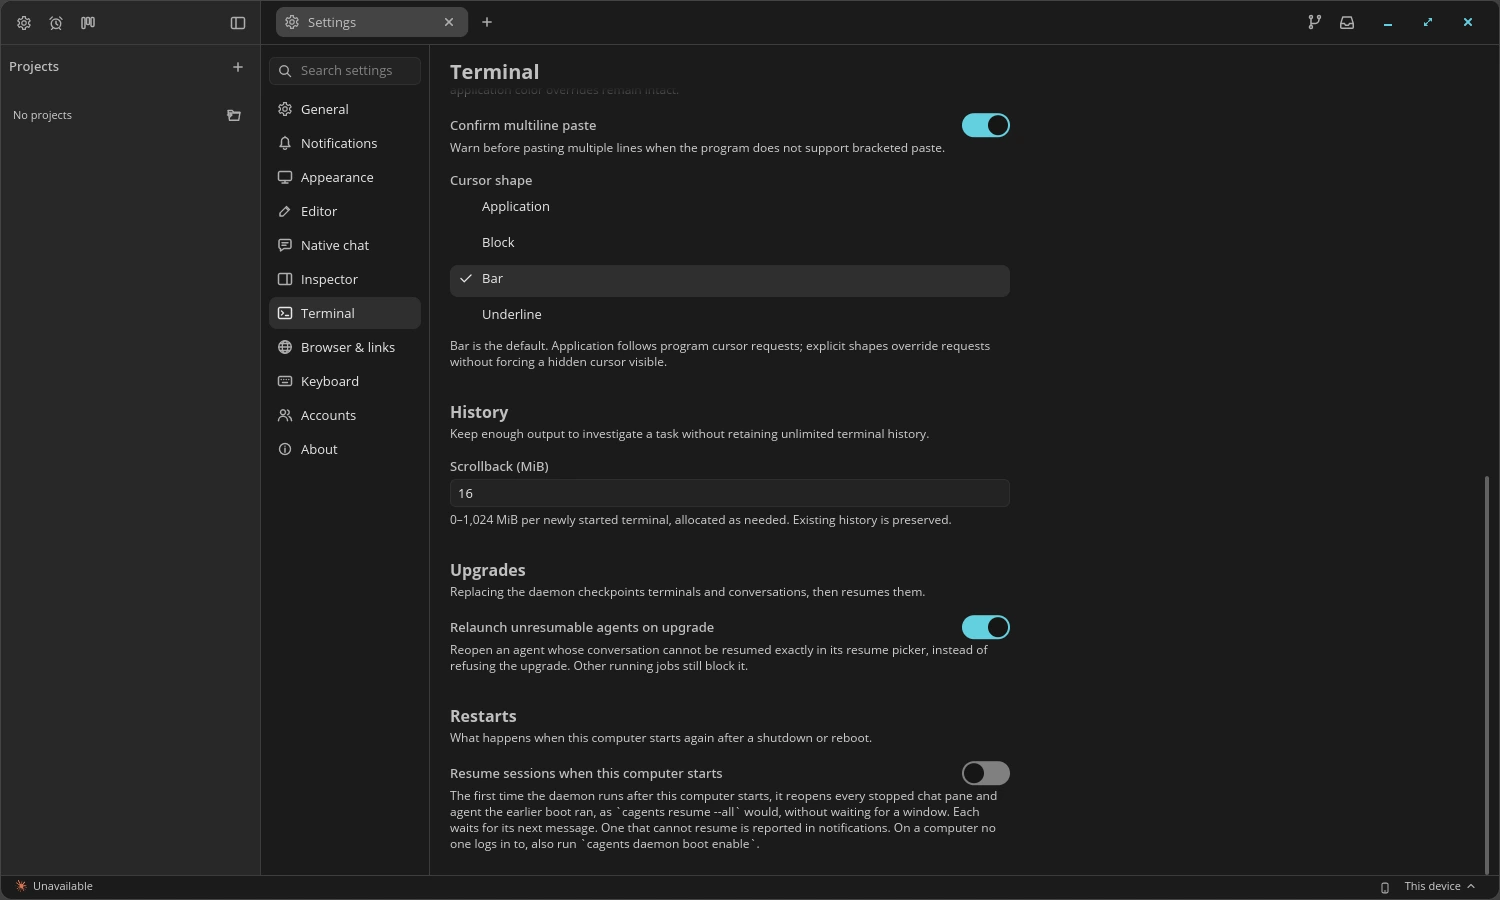 Settings
Projects
No projects
Search settings
General
Notifications
Appearance
Editor
Native chat
Inspector
Terminal
Browser & links
Keyboard
Accounts
About
Terminal
application color overrides remain intact.
Confirm multiline paste
Warn before pasting multiple lines when the program does not support bracketed paste.
Cursor shape
Application
Block
Bar
Underline
Bar is the default. Application follows program cursor requests; explicit shapes override requests
without forcing a hidden cursor visible.
History
Keep enough output to investigate a task without retaining unlimited terminal history.
Scrollback (MiB)
16
0–1,024 MiB per newly started terminal, allocated as needed. Existing history is preserved.
Upgrades
Replacing the daemon checkpoints terminals and conversations, then resumes them.
Relaunch unresumable agents on upgrade
Reopen an agent whose conversation cannot be resumed exactly in its resume picker, instead of
refusing the upgrade. Other running jobs still block it.
Restarts
What happens when this computer starts again after a shutdown or reboot.
Resume sessions when this computer starts
The first time the daemon runs after this computer starts, it reopens every stopped chat pane and
agent the earlier boot ran, as `cagents resume --all` would, without waiting for a window. Each
waits for its next message. One that cannot resume is reported in notifications. On a computer no
one logs in to, also run `cagents daemon boot enable`.
Unavailable
This device